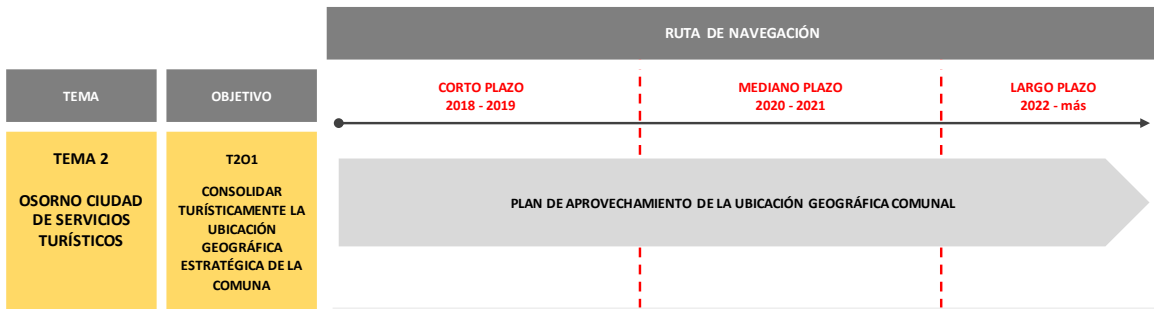 RUTA DE NAVEGACIÓN
TEMA
OBJETIVO
CORTO PLAZO
2018 - 2019
MEDIANO PLAZO
2020 - 2021
LARGO PLAZO
2022 - más
TEMA 2
OSORNO CIUDAD
DE SERVICIOS
TURÍSTICOS
T2O1
CONSOLIDAR
TURÍSTICAMENTE LA
UBICACIÓN
GEOGRÁFICA
ESTRATÉGICA DE LA
COMUNA
PLAN DE APROVECHAMIENTO DE LA UBICACIÓN GEOGRÁFICA COMUNAL